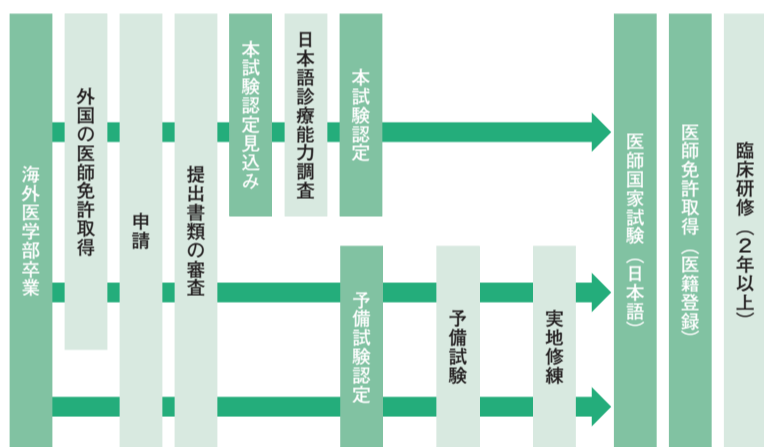 海外医学部卒業
外国の医師免許取得
申請
提出書類の審査
本試験認定見込み
日本語診療能力調査
本試験認定
予備試験認定
予備試験
実地修練
医師国家試験（日本語）
医師免許取得（医籍登録）
臨床研修（2年以上）